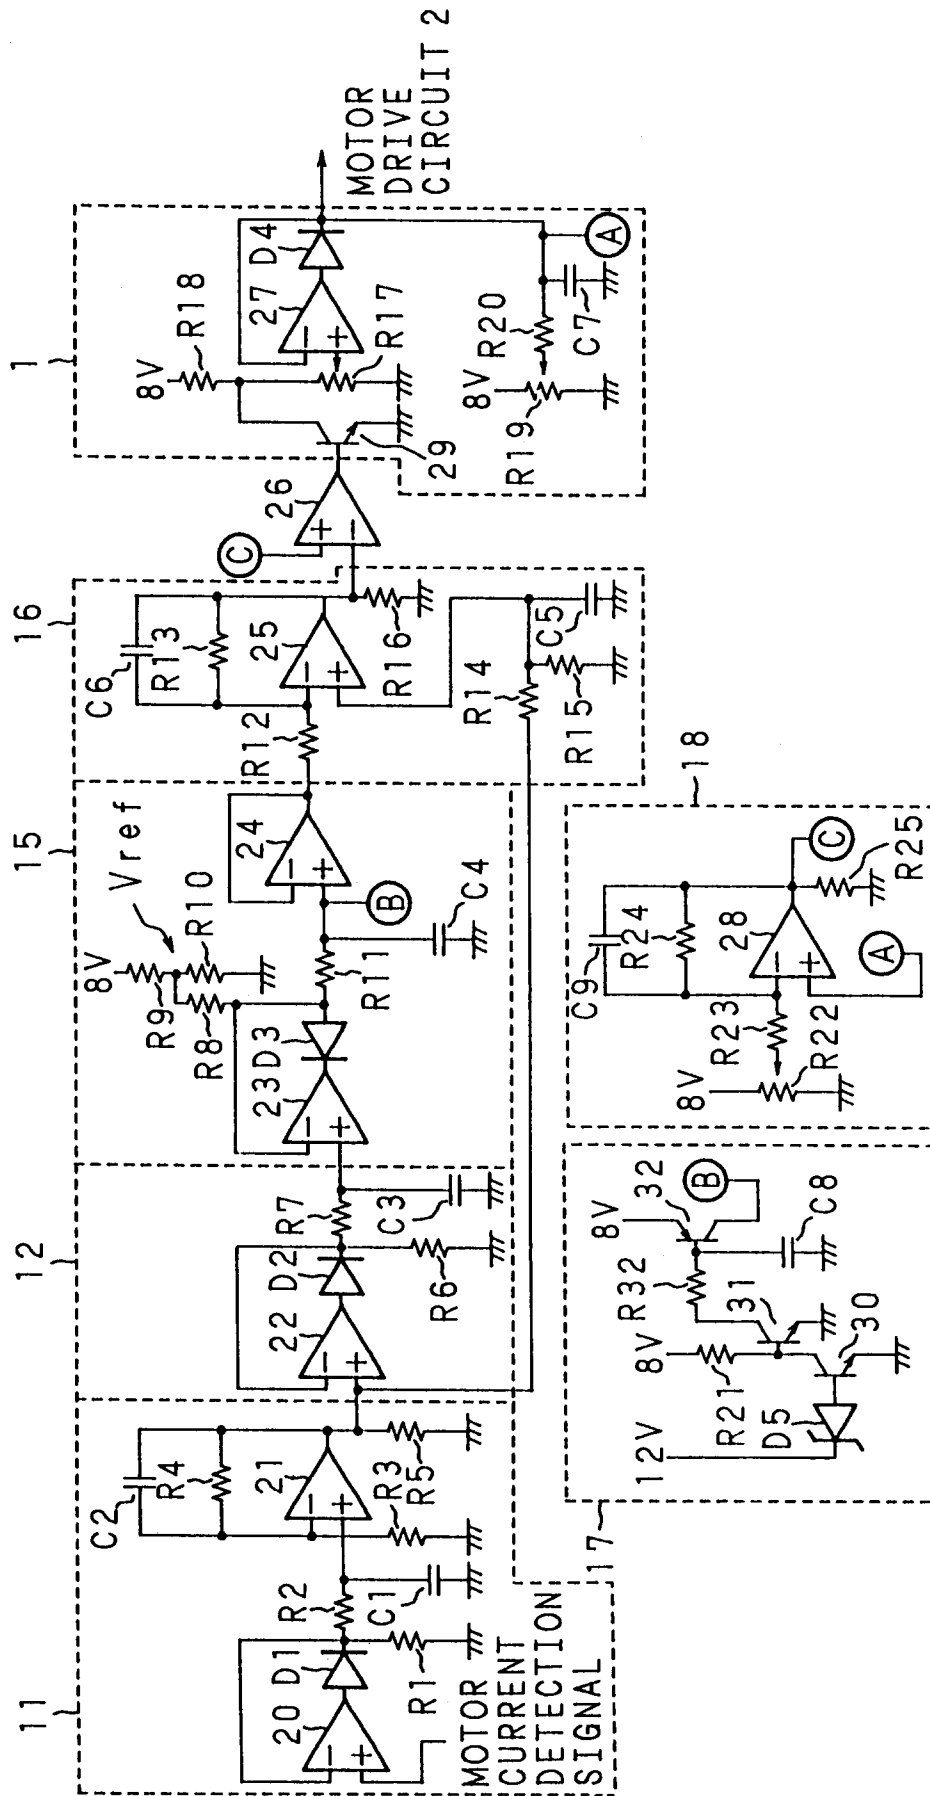 11
12
15
16
1
C2
R4
20
D1
R2
21
R3
R5
R1
C1
MOTOR
CURRENT
DETECTION
SIGNAL
22
D2
R7
R6
C3
8V
Vref
R9
R10
R8
23
D3
R11
24
B
C4
C6
R13
R12
25
R16
R14
R15
C5
C
26
29
8V
R18
27
D4
R17
8V
R19
R20
C7
A
MOTOR
DRIVE
CIRCUIT 2
17
12V
D5
8V
R21
30
31
R32
8V
32
B
C8
18
8V
R22
R23
C9
R24
28
A
C
R25